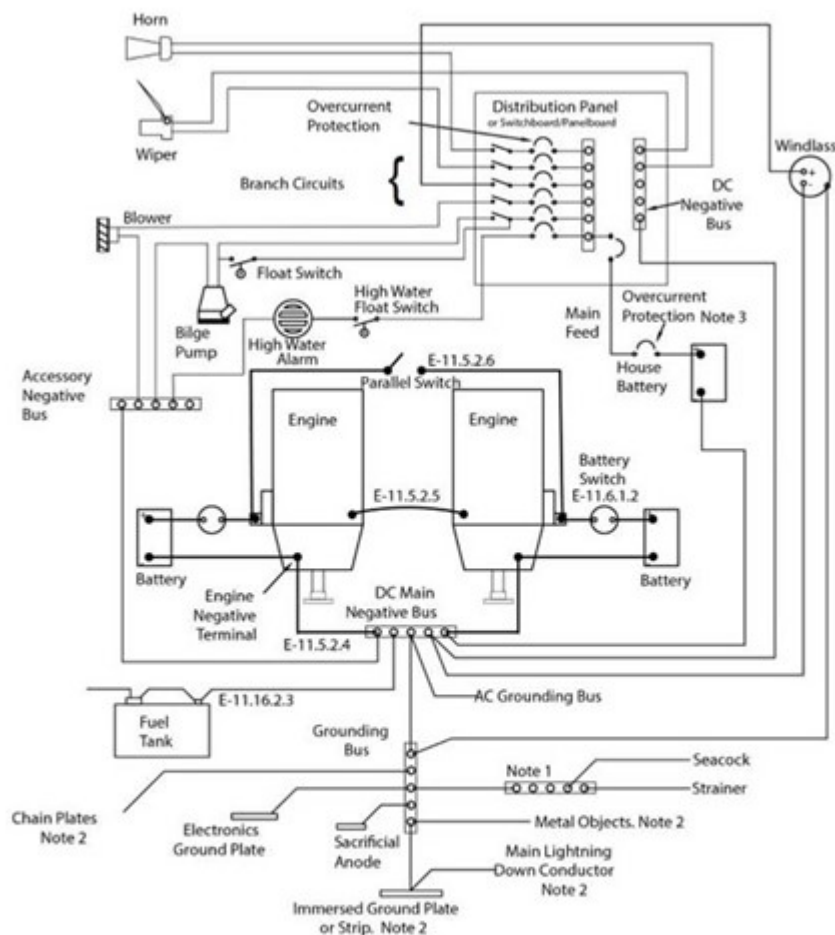 Horn
Overcurrent
Protection
Distribution Panel
or Switchboard/Panelboard
Windlass
+
-
Wiper
Branch Circuits
{
DC
Negative
Bus
Blower
Float Switch
High Water
Float Switch
Main
Feed
Overcurrent
Protection Note 3
Bilge
Pump
High Water
Alarm
E-11.5.2.6
Parallel Switch
House
Battery
Accessory
Negative
Bus
Engine
Engine
Battery
Switch
E-11.6.1.2
E-11.5.2.5
Battery
Battery
Engine
Negative
Terminal
DC Main
Negative Bus
E-11.5.2.4
E-11.16.2.3
AC Grounding Bus
Fuel
Tank
Grounding
Bus
Note 1
Seacock
Strainer
Chain Plates
Note 2
Electronics
Ground Plate
Sacrificial
Anode
Metal Objects. Note 2
Main Lightning
Down Conductor
Note 2
Immersed Ground Plate
or Strip. Note 2